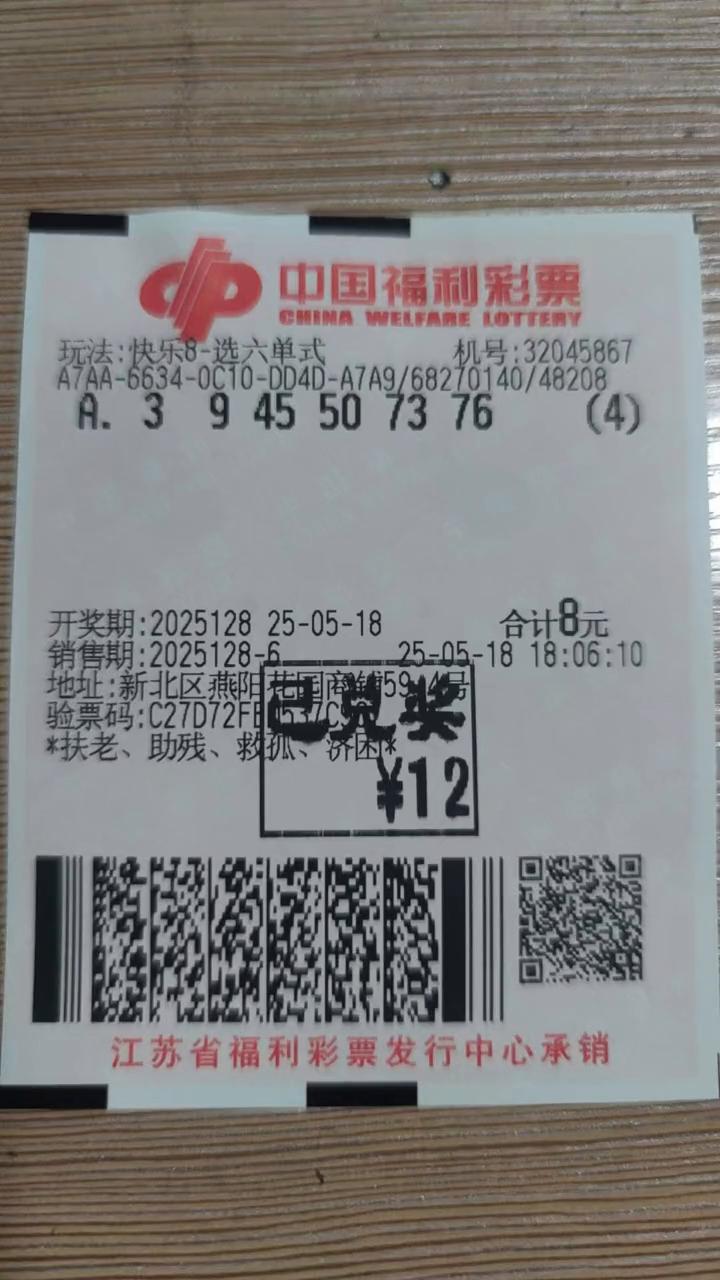 中国福利彩票
CHINA WELFARE LOTTERY
玩法:快乐8-选六单式 机号:32045867
A7AA-6634-0C10-DD4D-A7A9/68270140/48208
A. 3 9 45 50 73 76 (4)
开奖期:2025128 25-05-18 合计8元
销售期:2025128-6 25-05-18 18:06:10
地址:新北区燕阳花园商铺59-4号
验票码:C27D72F
*扶老、助残、救孤、济困*
已兑奖
¥12
江苏省福利彩票发行中心承销